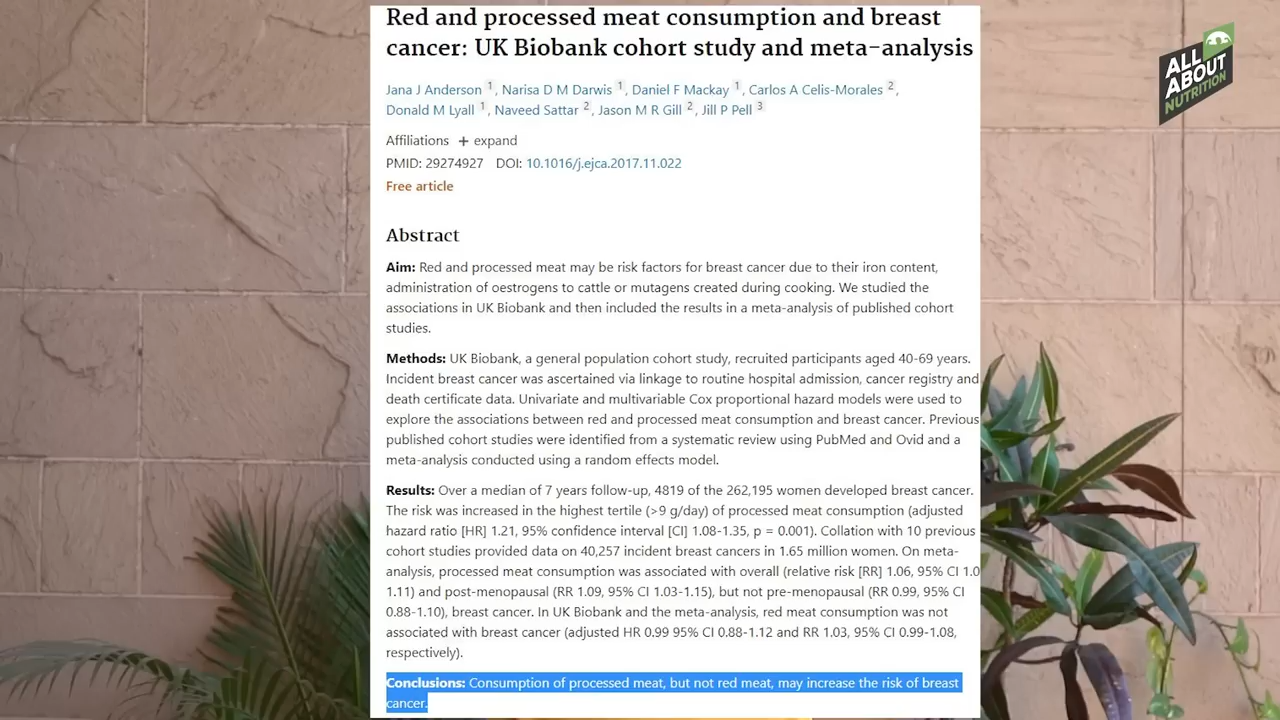 Red and processed meat consumption and breast
cancer: UK Biobank cohort study and meta-analysis
Jana J Anderson 1, Narisa D M Darwis 1, Daniel F Mackay 1, Carlos A Celis-Morales 2,
Donald M Lyall 1, Naveed Sattar 2, Jason M R Gill 2, Jill P Pell 3
Affiliations + expand
PMID: 29274927 DOI: 10.1016/j.ejca.2017.11.022
Free article
Abstract
Aim: Red and processed meat may be risk factors for breast cancer due to their iron content,
administration of oestrogens to cattle or mutagens created during cooking. We studied the
associations in UK Biobank and then included the results in a meta-analysis of published cohort
studies.
Methods: UK Biobank, a general population cohort study, recruited participants aged 40-69 years.
Incident breast cancer was ascertained via linkage to routine hospital admission, cancer registry and
death certificate data. Univariate and multivariable Cox proportional hazard models were used to
explore the associations between red and processed meat consumption and breast cancer. Previous
published cohort studies were identified from a systematic review using PubMed and Ovid and a
meta-analysis conducted using a random effects model.
Results: Over a median of 7 years follow-up, 4819 of the 262,195 women developed breast cancer.
The risk was increased in the highest tertile (>9 g/day) of processed meat consumption (adjusted
hazard ratio [HR] 1.21, 95% confidence interval [CI] 1.08-1.35, p = 0.001). Collation with 10 previous
cohort studies provided data on 40,257 incident breast cancers in 1.65 million women. On meta-
analysis, processed meat consumption was associated with overall (relative risk [RR] 1.06, 95% CI 1.0
1.11) and post-menopausal (RR 1.09, 95% CI 1.03-1.15), but not pre-menopausal (RR 0.99, 95% CI
0.88-1.10), breast cancer. In UK Biobank and the meta-analysis, red meat consumption was not
associated with breast cancer (adjusted HR 0.99 95% CI 0.88-1.12 and RR 1.03, 95% CI 0.99-1.08,
respectively).
Conclusions: Consumption of processed meat, but not red meat, may increase the risk of breast
cancer.
ALL
ABOUT
NUTRITION